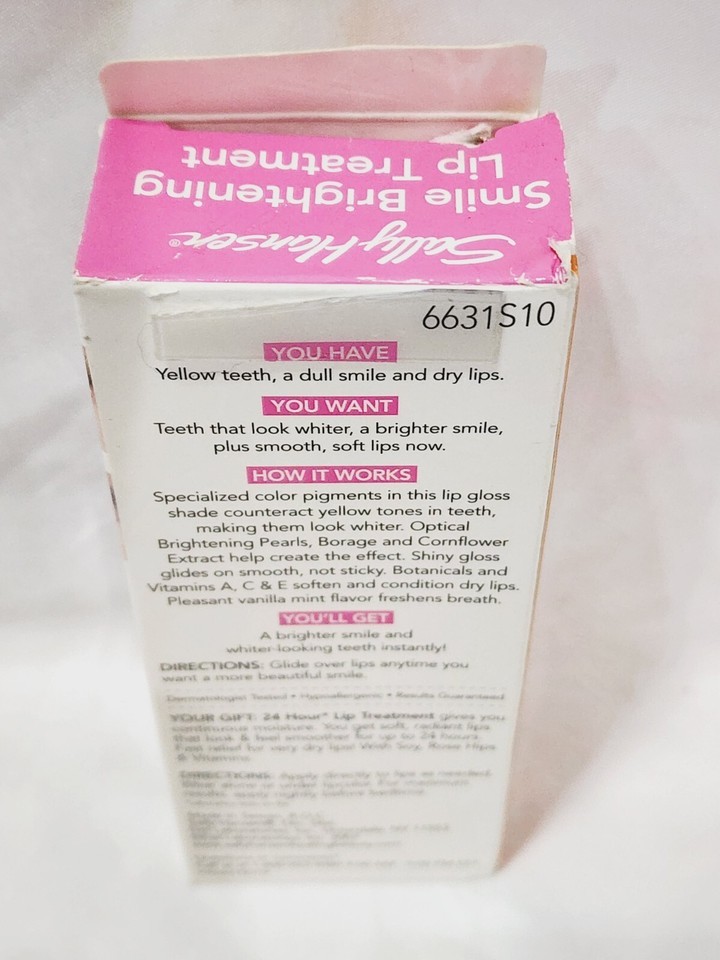 Sally Hansen®
Smile Brightening
Lip Treatment
6631S10
YOU HAVE
Yellow teeth, a dull smile and dry lips.
YOU WANT
Teeth that look whiter, a brighter smile,
plus smooth, soft lips now.
HOW IT WORKS
Specialized color pigments in this lip gloss
shade counteract yellow tones in teeth,
making them look whiter. Optical
Brightening Pearls, Borage and Cornflower
Extract help create the effect. Shiny gloss
glides on smooth, not sticky. Botanicals and
Vitamins A, C & E soften and condition dry lips.
Pleasant vanilla mint flavor freshens breath.
YOU'LL GET
A brighter smile and
whiter-looking teeth instantly!
DIRECTIONS: Glide over lips anytime you
want a more beautiful smile.
Dermatologist Tested • Hypoallergenic • Results Guaranteed
YOUR GIFT: 24 Hour* Lip Treatment gives you
continuous moisture. You get soft, radiant lips
that look & feel smoother for up to 24 hours.
Fast relief for very dry lips! With Soy, Rose Hips
& Vitamins.
DIRECTIONS: Apply directly to lips as needed.